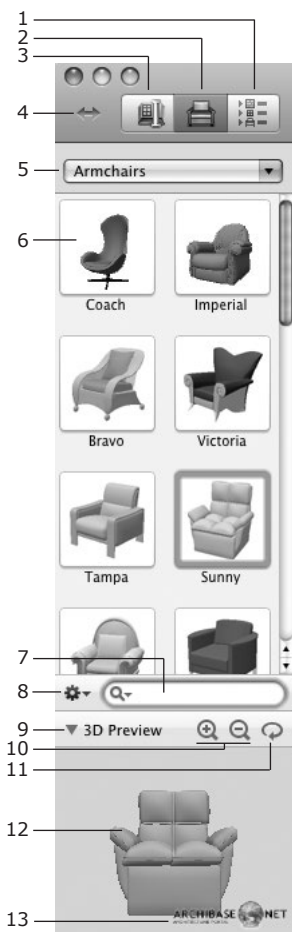 1
2
3
4
5 Armchairs
6
Coach Imperial
Bravo Victoria
Tampa Sunny
7
8
9 3D Preview
10
11
12
13 ARCHIBASE NET